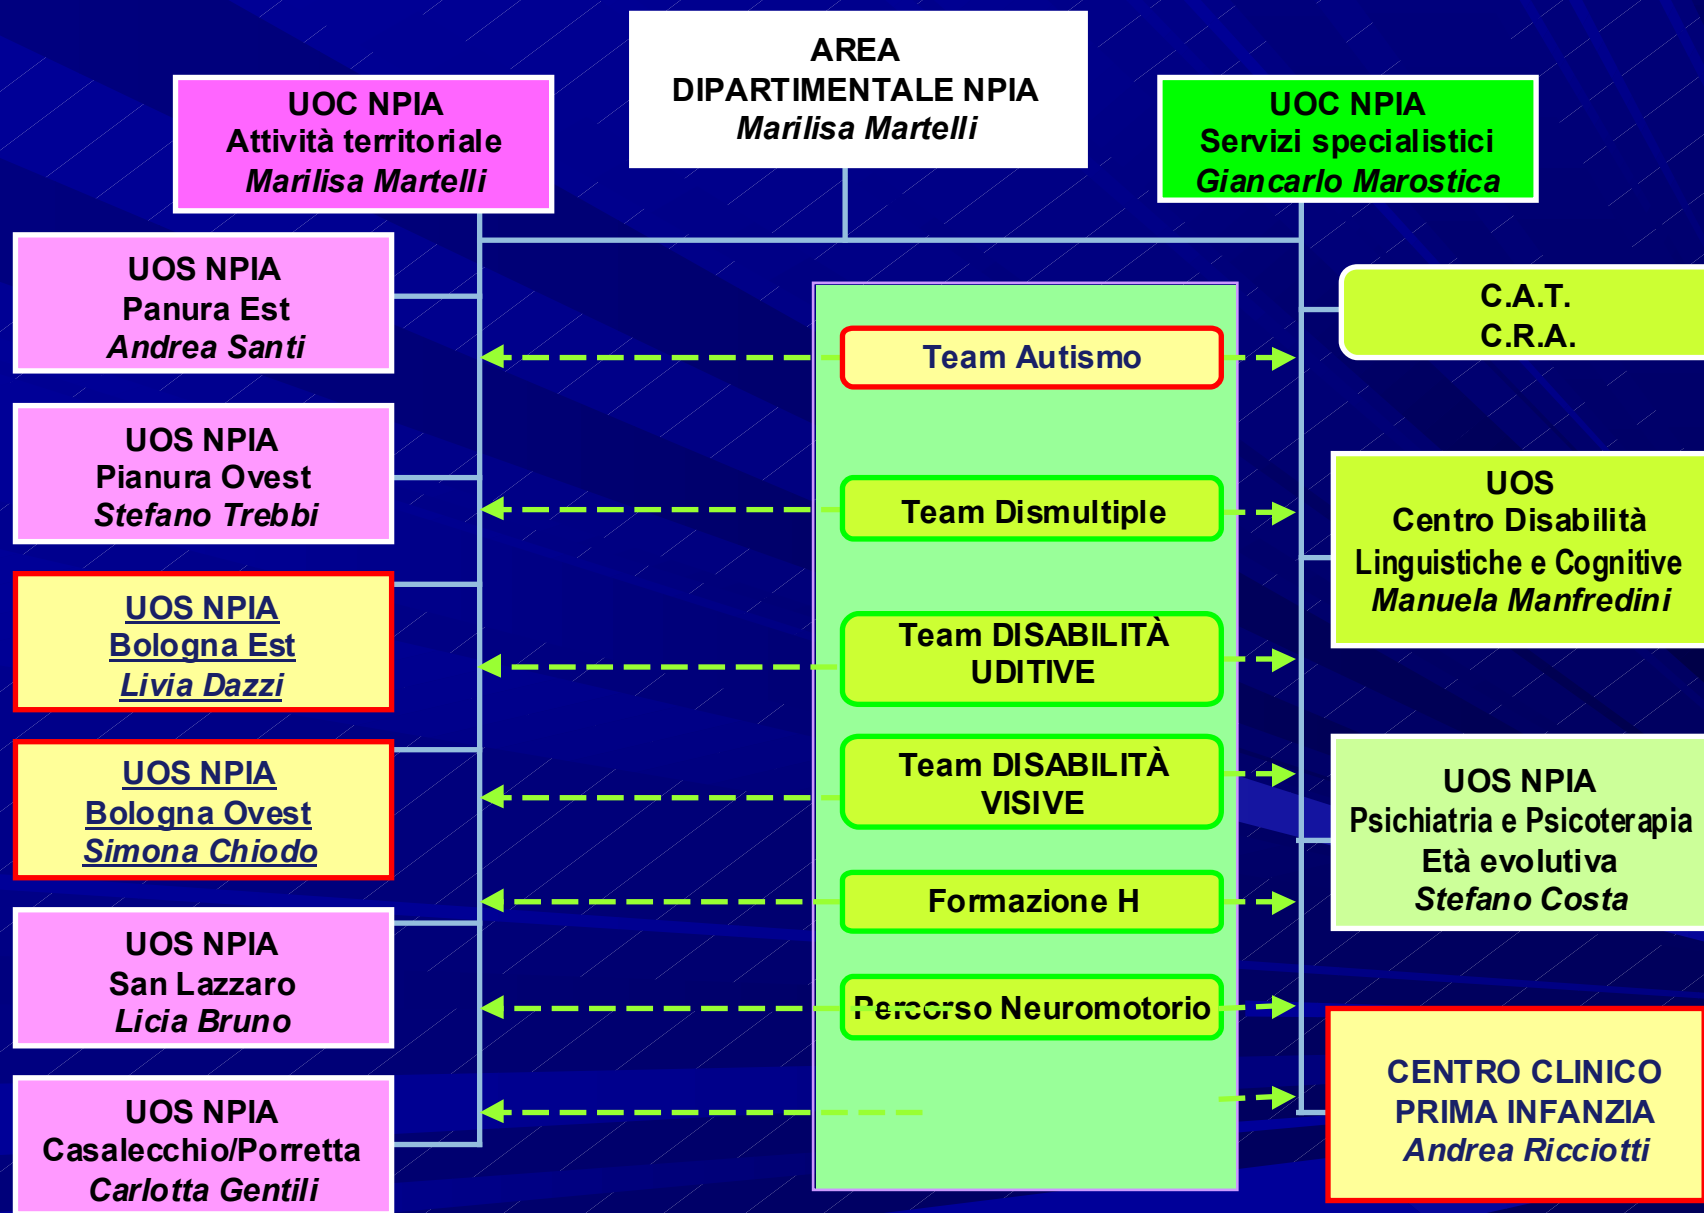 AREA
DIPARTIMENTALE NPIA
Marilisa Martelli
UOC NPIA
Attività territoriale
Marilisa Martelli
UOC NPIA
Servizi specialistici
Giancarlo Marostica
UOS NPIA
Panura Est
Andrea Santi
UOS NPIA
Pianura Ovest
Stefano Trebbi
UOS NPIA
Bologna Est
Livia Dazzi
UOS NPIA
Bologna Ovest
Simona Chiodo
UOS NPIA
San Lazzaro
Licia Bruno
UOS NPIA
Casalecchio/Porretta
Carlotta Gentili
Team Autismo
Team Dismultiple
Team DISABILITÀ
UDITIVE
Team DISABILITÀ
VISIVE
Formazione H
Percorso Neuromotorio
C.A.T.
C.R.A.
UOS
Centro Disabilità
Linguistiche e Cognitive
Manuela Manfredini
UOS NPIA
Psichiatria e Psicoterapia
Età evolutiva
Stefano Costa
CENTRO CLINICO
PRIMA INFANZIA
Andrea Ricciotti